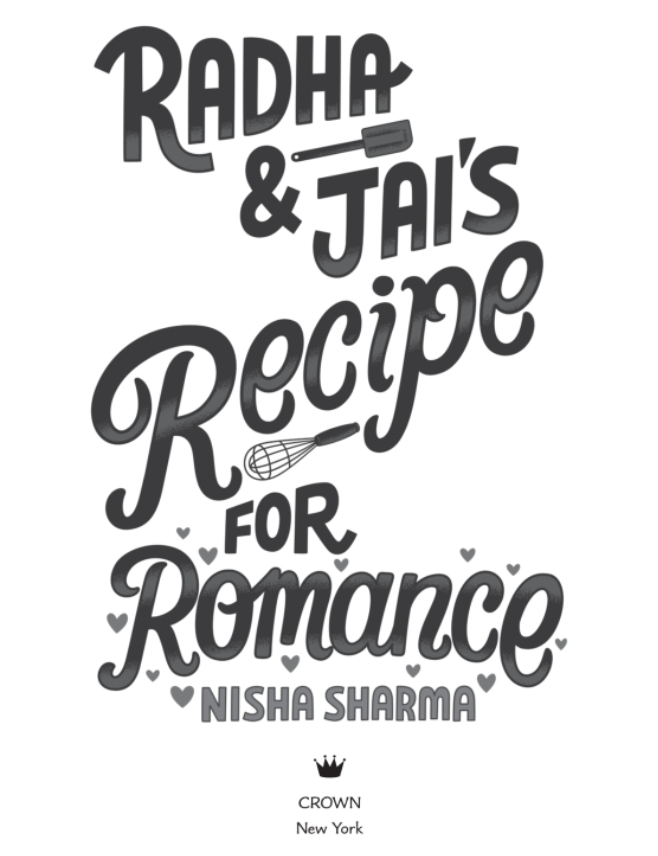 RADHA
& JAI'S
Recipe
FOR
Romance
NISHA SHARMA
CROWN
New York